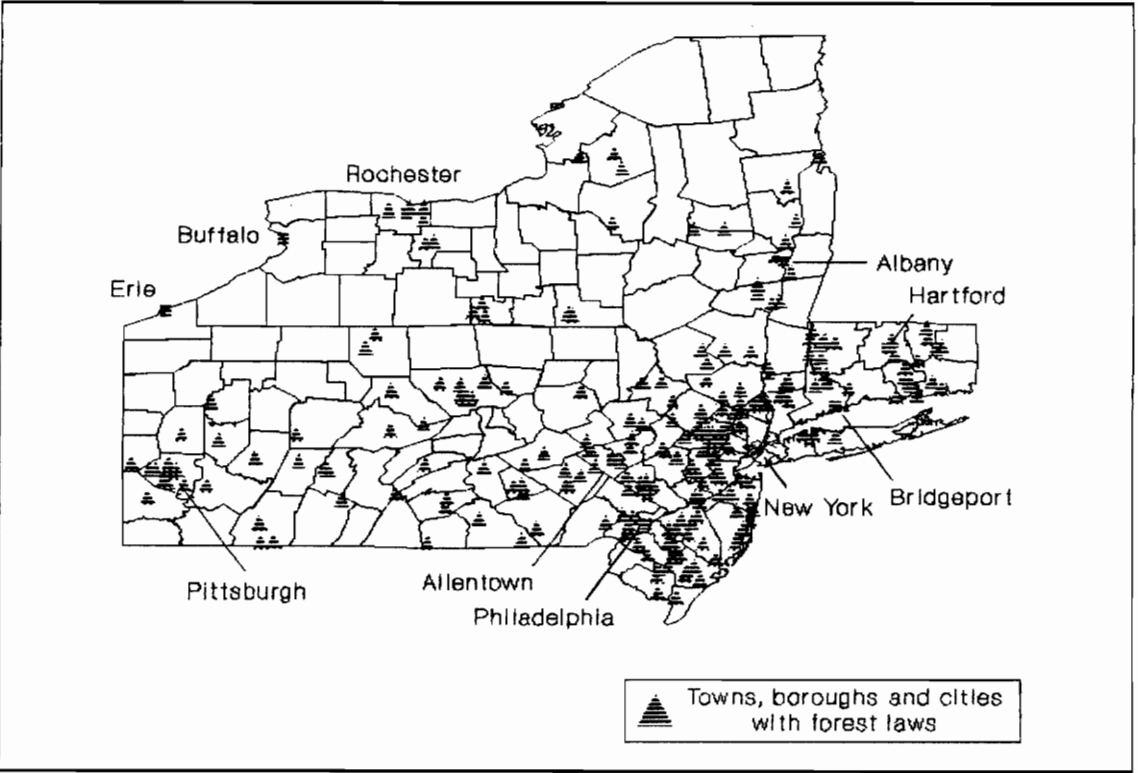 Rochester
Buffalo
Erie
Albany
Hartford
New York
Bridgeport
Pittsburgh
Allentown
Philadelphia
Towns, boroughs and cities
with forest laws